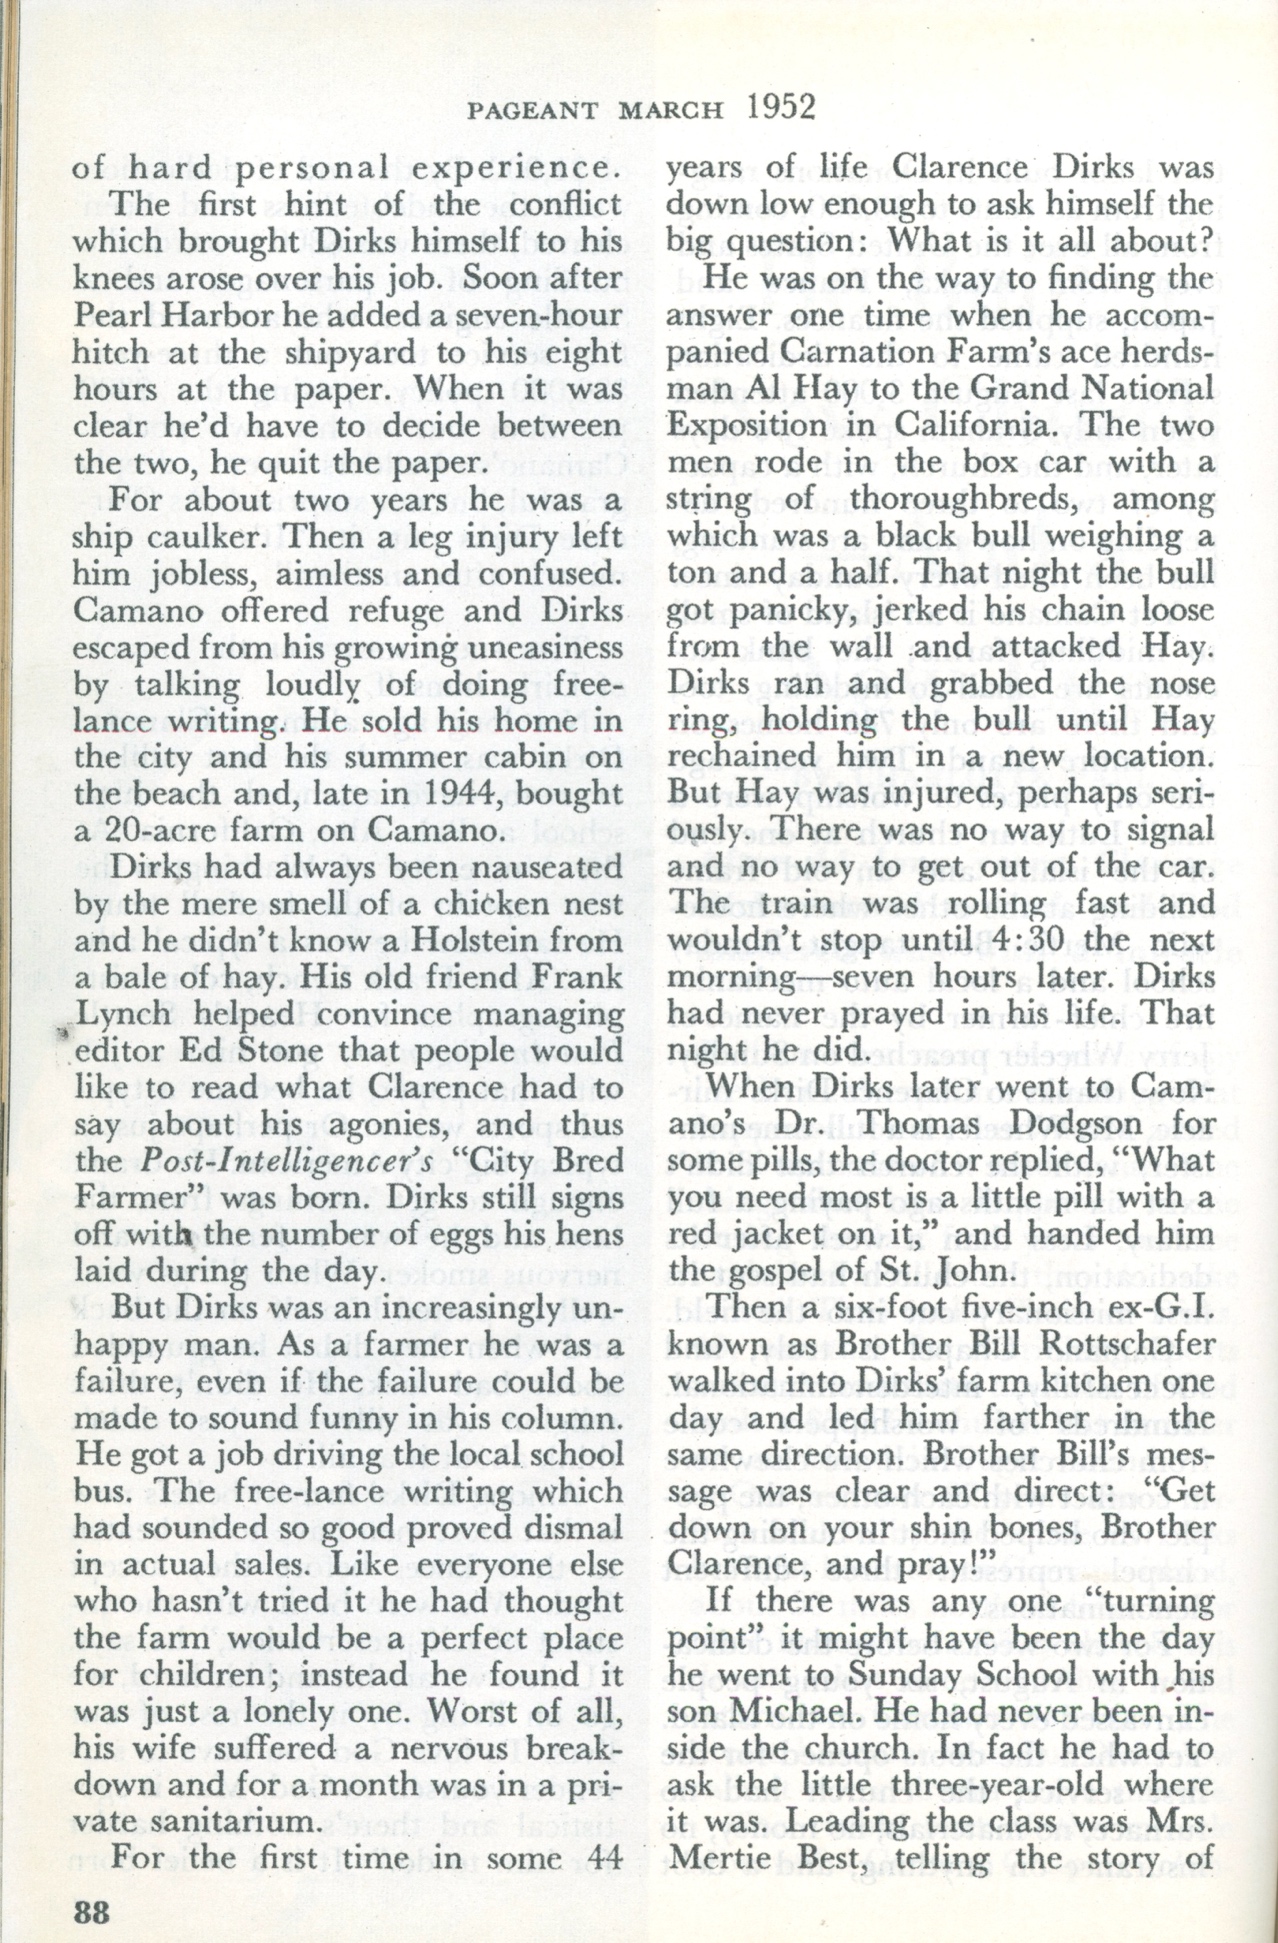 PAGEANT MARCH 1952
of hard personal experience.
The first hint of the conflict
which brought Dirks himself to his
knees arose over his job. Soon after
Pearl Harbor he added a seven-hour
hitch at the shipyard to his eight
hours at the paper. When it was
clear he'd have to decide between
the two, he quit the paper.
For about two years he was a
ship caulker. Then a leg injury left
him jobless, aimless and confused.
Camano offered refuge and Dirks
escaped from his growing uneasiness
by talking loudly of doing free-
lance writing. He sold his home in
the city and his summer cabin on
the beach and, late in 1944, bought
a 20-acre farm on Camano.
Dirks had always been nauseated
by the mere smell of a chicken nest
and he didn't know a Holstein from
a bale of hay. His old friend Frank
Lynch helped convince managing
editor Ed Stone that people would
like to read what Clarence had to
say about his agonies, and thus
the Post-Intelligencer's "City Bred
Farmer" was born. Dirks still signs
off with the number of eggs his hens
laid during the day.
But Dirks was an increasingly un-
happy man. As a farmer he was a
failure, even if the failure could be
made to sound funny in his column.
He got a job driving the local school
bus. The free-lance writing which
had sounded so good proved dismal
in actual sales. Like everyone else
who hasn't tried it he had thought
the farm would be a perfect place
for children; instead he found it
was just a lonely one. Worst of all,
his wife suffered a nervous break-
down and for a month was in a pri-
vate sanitarium.
For the first time in some 44
years of life Clarence Dirks was
down low enough to ask himself the
big question: What is it all about?
He was on the way to finding the
answer one time when he accom-
panied Carnation Farm's ace herds-
man Al Hay to the Grand National
Exposition in California. The two
men rode in the box car with a
string of thoroughbreds, among
which was a black bull weighing a
ton and a half. That night the bull
got panicky, jerked his chain loose
from the wall and attacked Hay.
Dirks ran and grabbed the nose
ring, holding the bull until Hay
rechained him in a new location.
But Hay was injured, perhaps seri-
ously. There was no way to signal
and no way to get out of the car.
The train was rolling fast and
wouldn't stop until 4:30 the next
morning—seven hours later. Dirks
had never prayed in his life. That
night he did.
When Dirks later went to Cam-
ano's Dr. Thomas Dodgson for
some pills, the doctor replied, "What
you need most is a little pill with a
red jacket on it," and handed him
the gospel of St. John.
Then a six-foot five-inch ex-G.I.
known as Brother Bill Rottschafer
walked into Dirks' farm kitchen one
day and led him farther in the
same direction. Brother Bill's mes-
sage was clear and direct: "Get
down on your shin bones, Brother
Clarence, and pray!"
If there was any one "turning
point" it might have been the day
he went to Sunday School with his
son Michael. He had never been in-
side the church. In fact he had to
ask the little three-year-old where
it was. Leading the class was Mrs.
Mertie Best, telling the story of
88